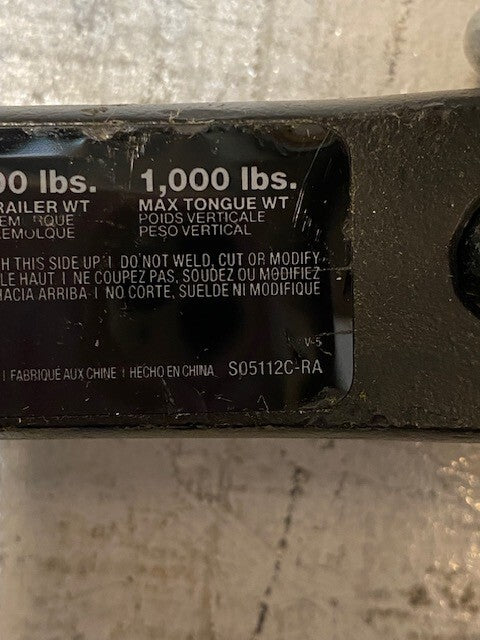 00 lbs. 1,000 lbs.
RAILER WT MAX TONGUE WT
POIDS VERTICALE
EMOLQUE PESO VERTICAL
H THIS SIDE UP | DO NOT WELD, CUT OR MODIFY
LE HAUT | NE COUPEZ PAS, SOUDEZ OU MODIFIEZ
HACIA ARRIBA | NO CORTE, SUELDE NI MODIFIQUE
V-5
| FABRIQUÉ AUX CHINE | HECHO EN CHINA S05112C-RA